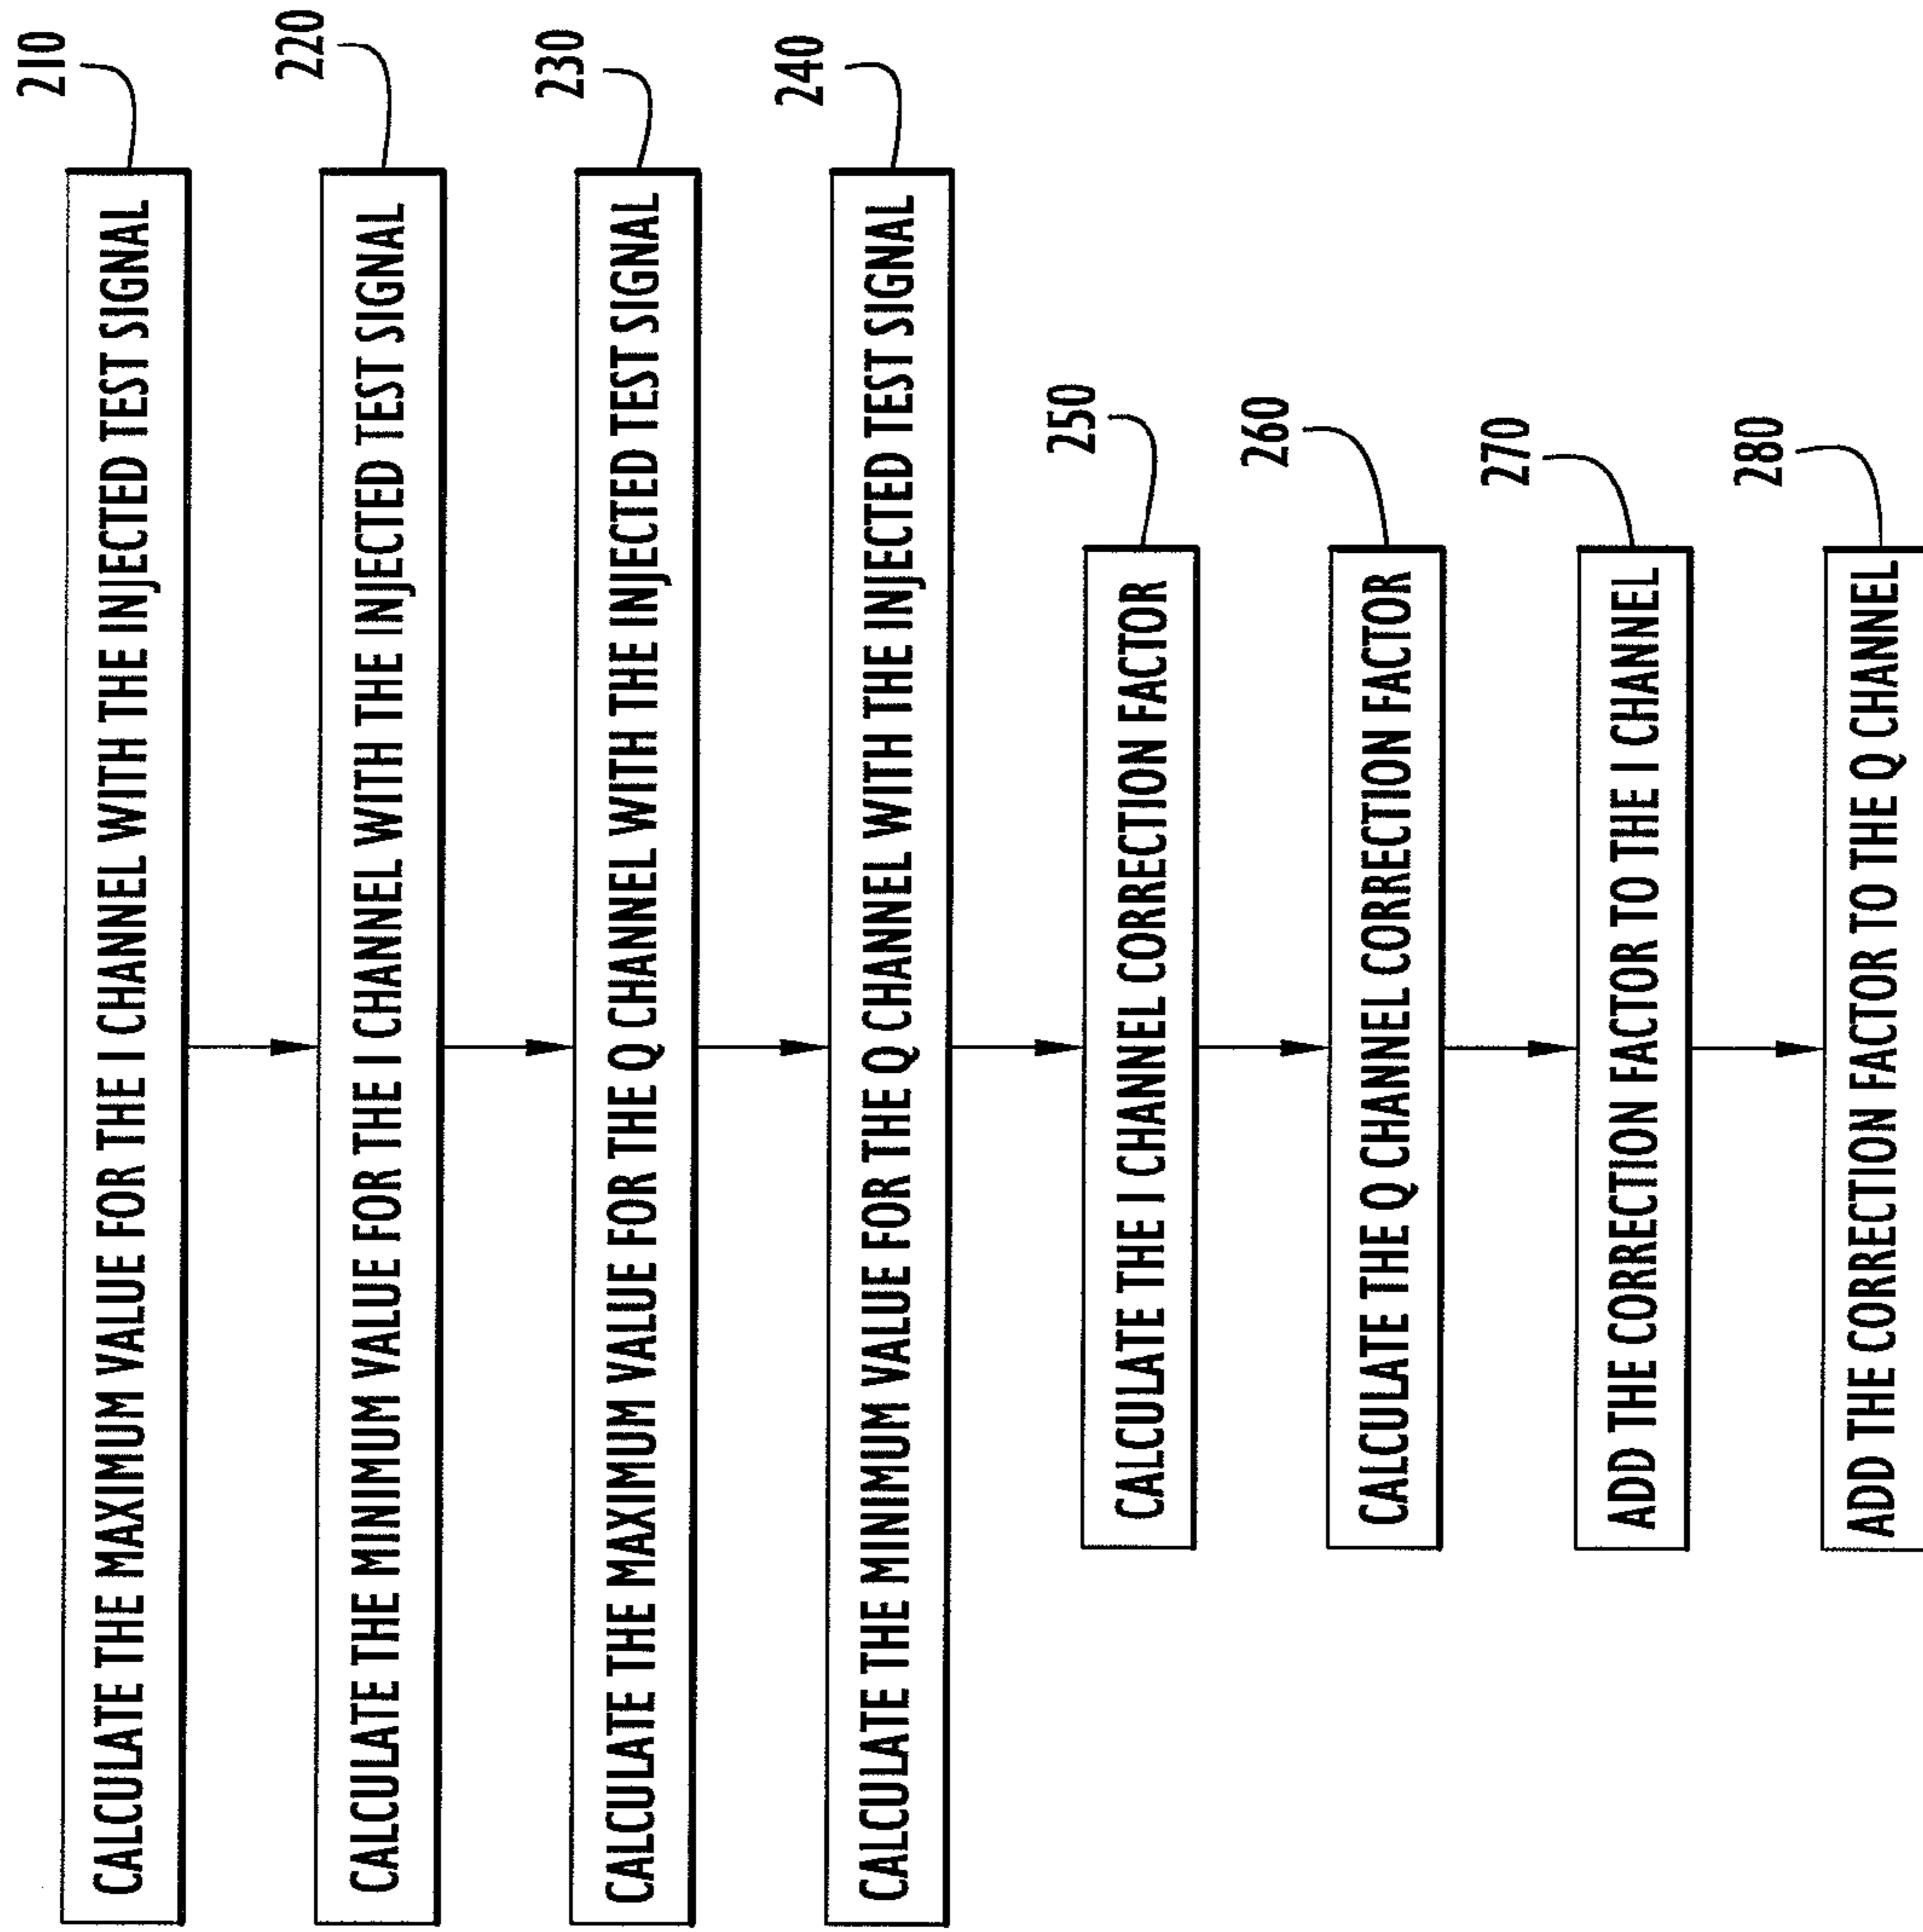 210
CALCULATE THE MAXIMUM VALUE FOR THE I CHANNEL WITH THE INJECTED TEST SIGNAL
220
CALCULATE THE MINIMUM VALUE FOR THE I CHANNEL WITH THE INJECTED TEST SIGNAL
230
CALCULATE THE MAXIMUM VALUE FOR THE Q CHANNEL WITH THE INJECTED TEST SIGNAL
240
CALCULATE THE MINIMUM VALUE FOR THE Q CHANNEL WITH THE INJECTED TEST SIGNAL
250
CALCULATE THE I CHANNEL CORRECTION FACTOR
260
CALCULATE THE Q CHANNEL CORRECTION FACTOR
270
ADD THE CORRECTION FACTOR TO THE I CHANNEL
280
ADD THE CORRECTION FACTOR TO THE Q CHANNEL